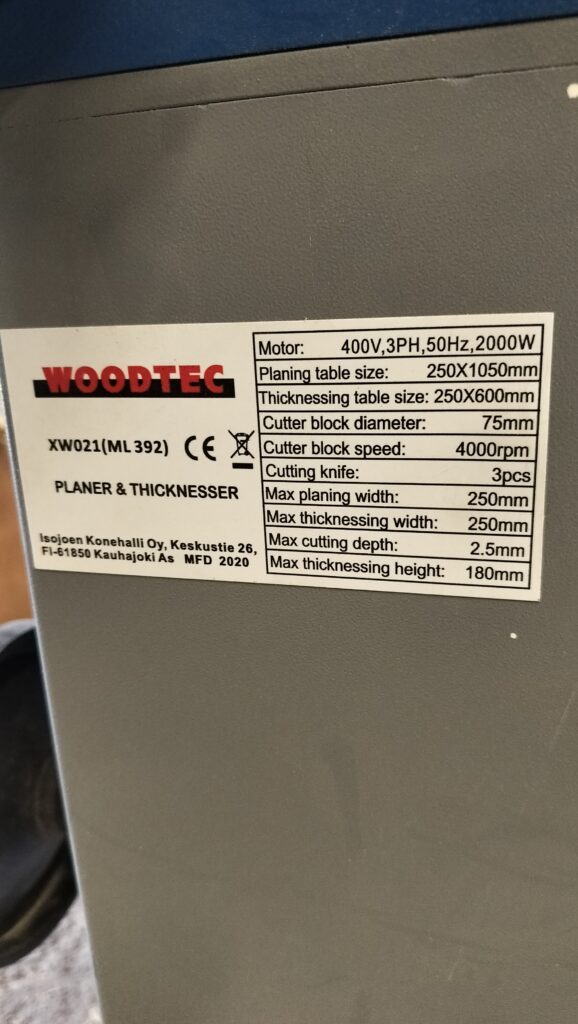 WOODTEC
XW021(ML 392) CE
PLANER & THICKNESSER
Isojoen Konehalli Oy, Keskustie 26,
FI-61850 Kauhajoki As MFD 2020
Motor: 400V,3PH,50Hz,2000W
Planing table size: 250X1050mm
Thicknessing table size: 250X600mm
Cutter block diameter: 75mm
Cutter block speed: 4000rpm
Cutting knife: 3pcs
Max planing width: 250mm
Max thicknessing width: 250mm
Max cutting depth: 2.5mm
Max thicknessing height: 180mm